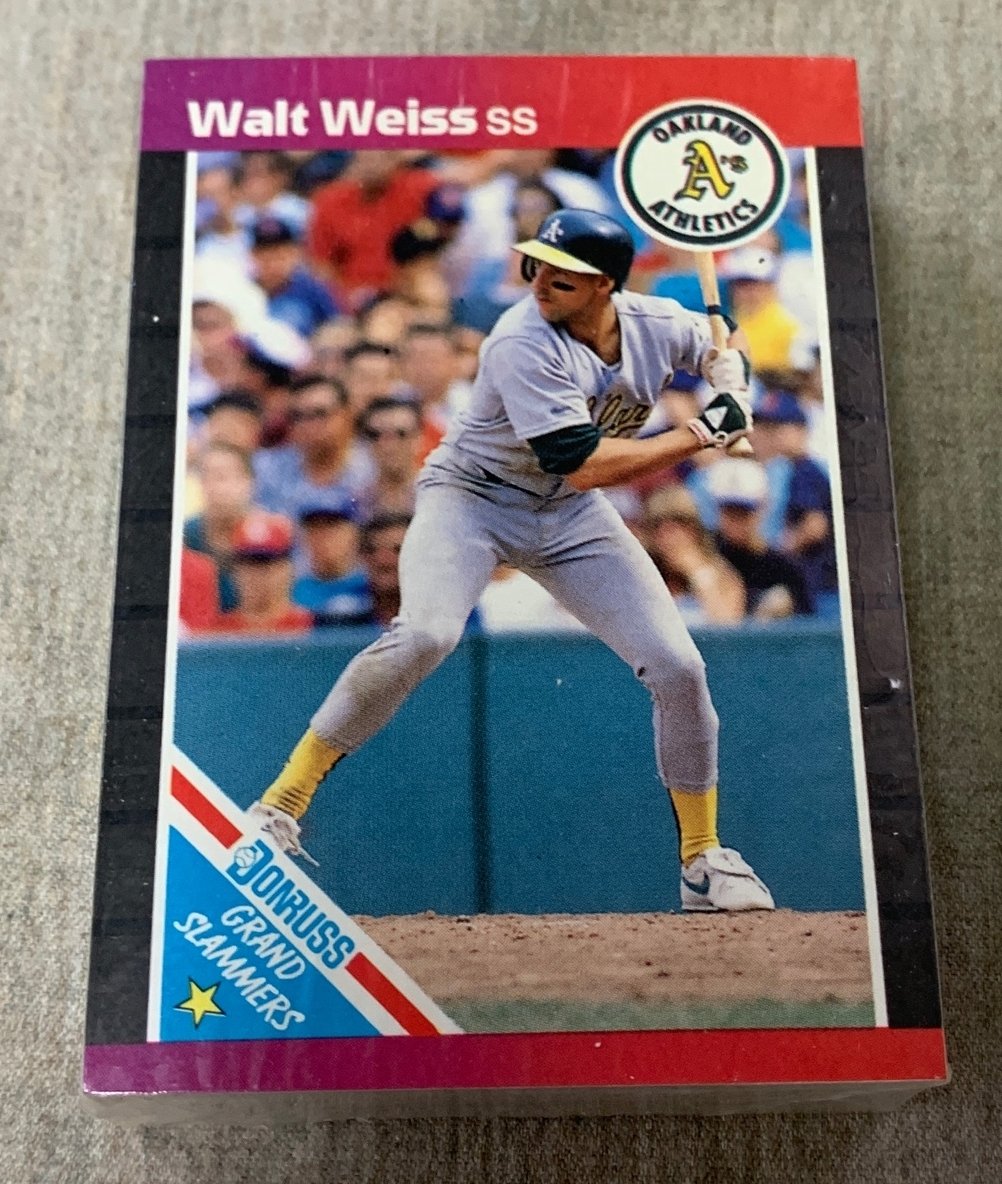 Walt Weiss SS
OAKLAND
A's
ATHLETICS
A
DONRUSS
GRAND
SLAMMERS